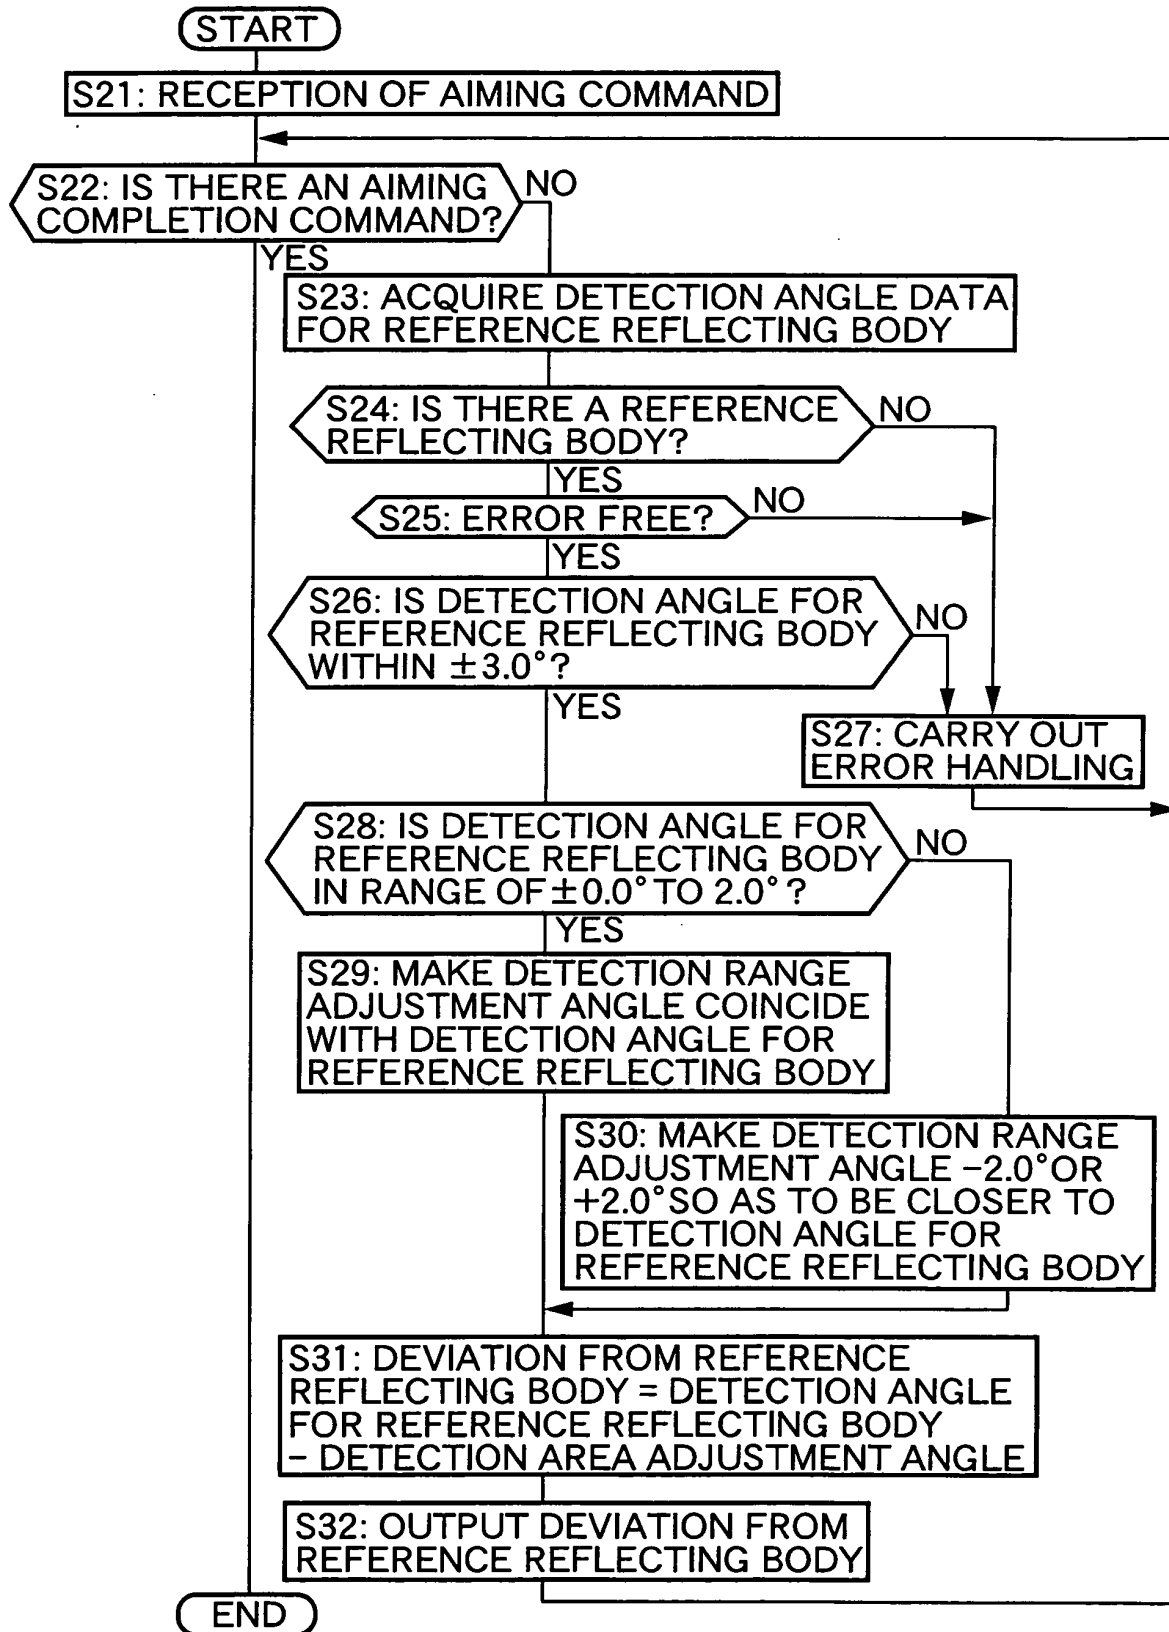 START
S21: RECEPTION OF AIMING COMMAND
S22: IS THERE AN AIMING
COMPLETION COMMAND?
NO
YES
S23: ACQUIRE DETECTION ANGLE DATA
FOR REFERENCE REFLECTING BODY
S24: IS THERE A REFERENCE
REFLECTING BODY?
NO
YES
S25: ERROR FREE?
NO
YES
S26: IS DETECTION ANGLE FOR
REFERENCE REFLECTING BODY
WITHIN ±3.0°?
NO
YES
S27: CARRY OUT
ERROR HANDLING
S28: IS DETECTION ANGLE FOR
REFERENCE REFLECTING BODY
IN RANGE OF ±0.0° TO 2.0°?
NO
YES
S29: MAKE DETECTION RANGE
ADJUSTMENT ANGLE COINCIDE
WITH DETECTION ANGLE FOR
REFERENCE REFLECTING BODY
S30: MAKE DETECTION RANGE
ADJUSTMENT ANGLE −2.0° OR
+2.0° SO AS TO BE CLOSER TO
DETECTION ANGLE FOR
REFERENCE REFLECTING BODY
S31: DEVIATION FROM REFERENCE
REFLECTING BODY = DETECTION ANGLE
FOR REFERENCE REFLECTING BODY
− DETECTION AREA ADJUSTMENT ANGLE
S32: OUTPUT DEVIATION FROM
REFERENCE REFLECTING BODY
END